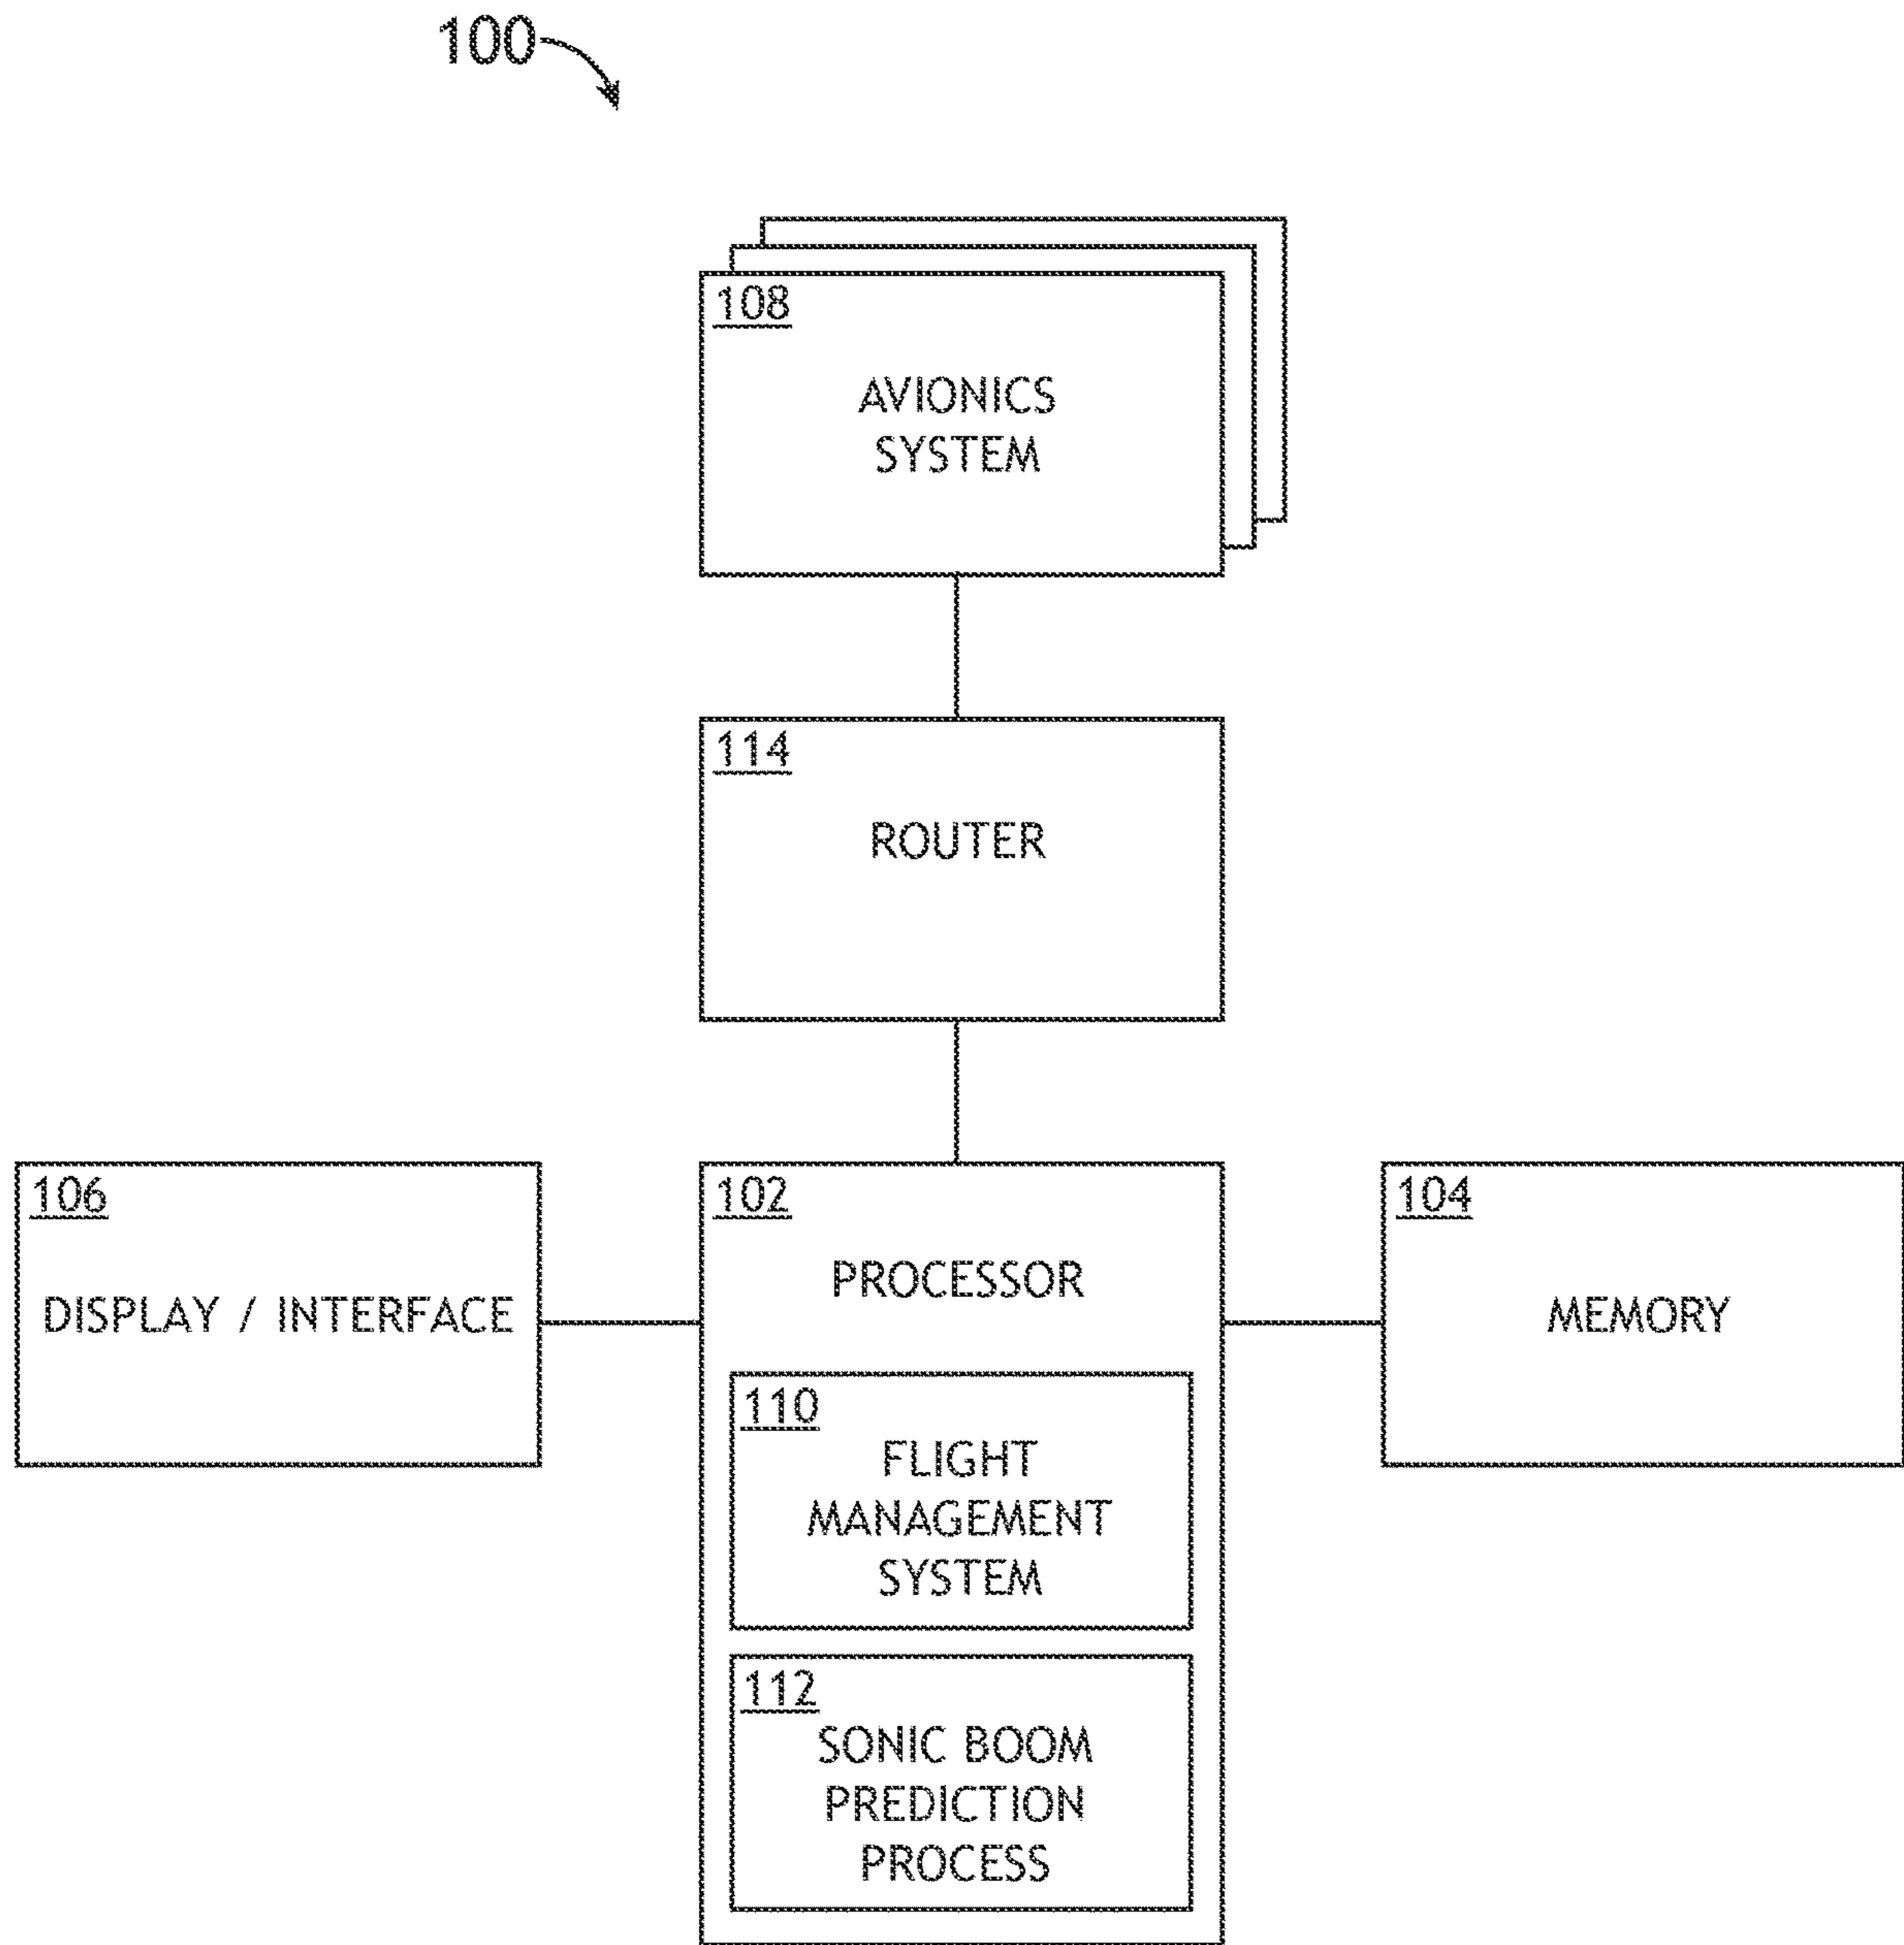 100
108
AVIONICS
SYSTEM
114
ROUTER
106
DISPLAY / INTERFACE
102
PROCESSOR
110
FLIGHT
MANAGEMENT
SYSTEM
112
SONIC BOOM
PREDICTION
PROCESS
104
MEMORY